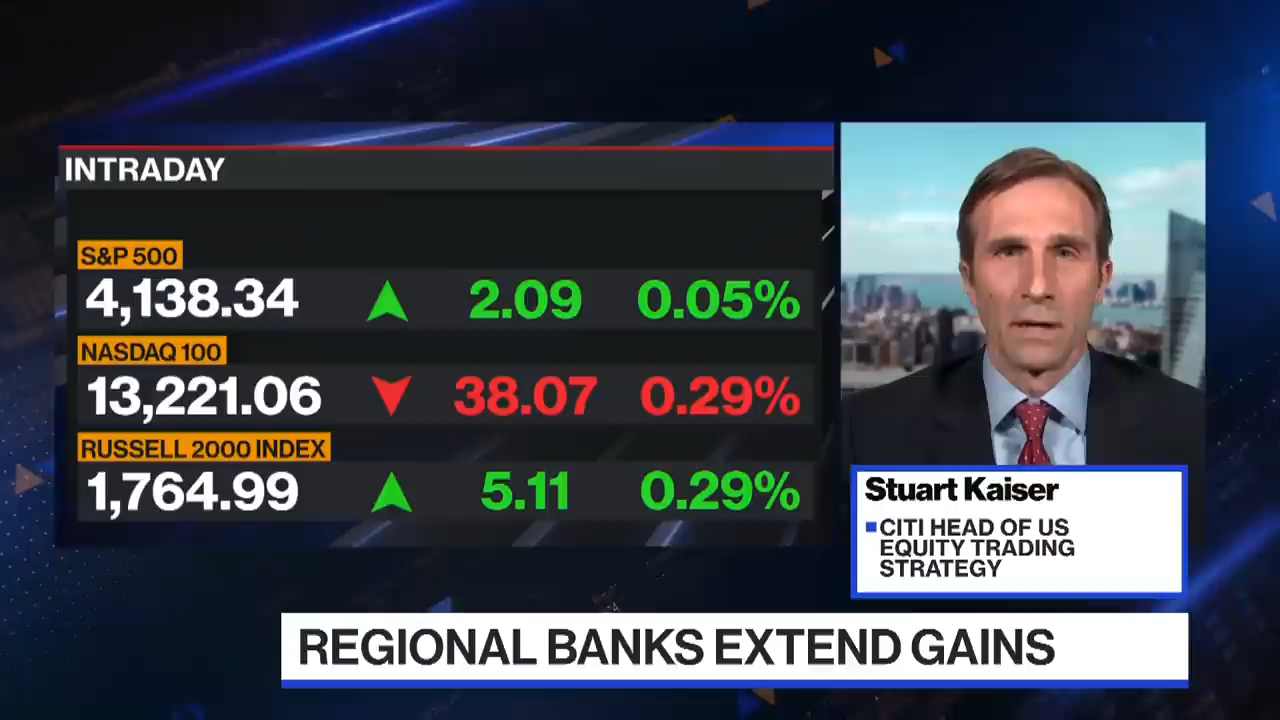 INTRADAY
S&P 500
4,138.34 ▲ 2.09 0.05%
NASDAQ 100
13,221.06 ▼ 38.07 0.29%
RUSSELL 2000 INDEX
1,764.99 ▲ 5.11 0.29%
Stuart Kaiser
CITI HEAD OF US
EQUITY TRADING
STRATEGY
REGIONAL BANKS EXTEND GAINS